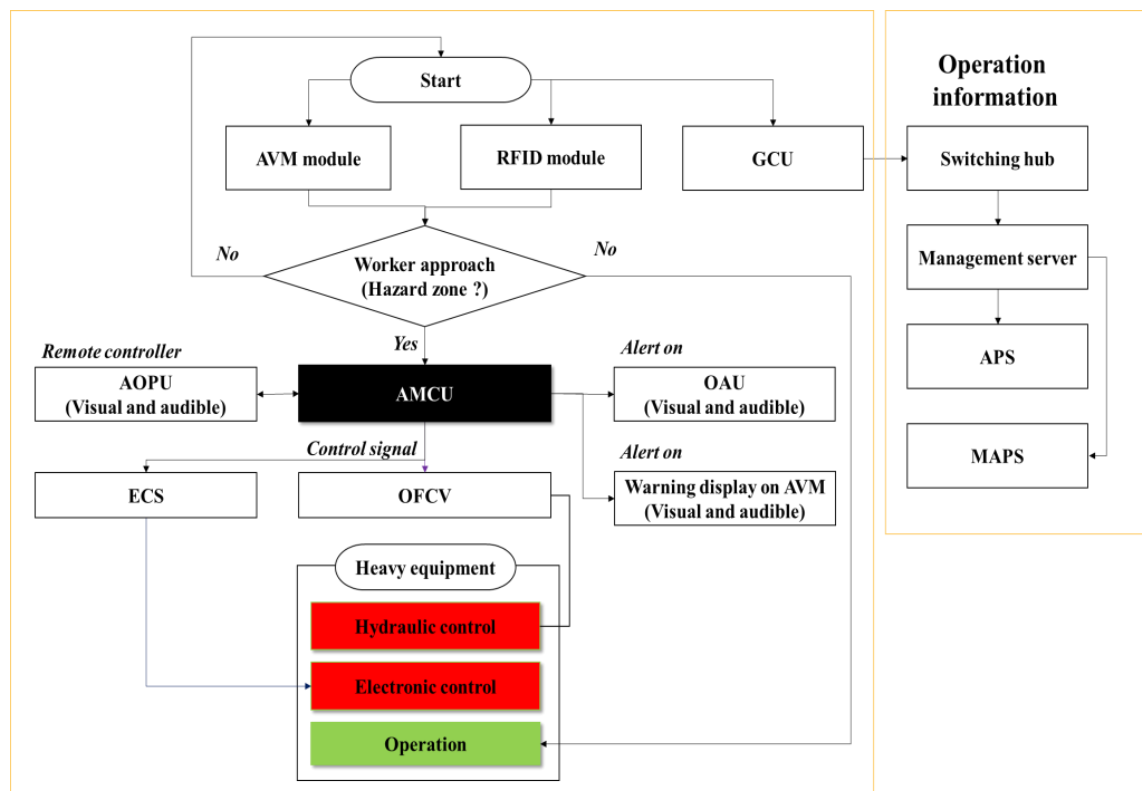 Start
AVM module
RFID module
GCU
No
No
Worker approach
(Hazard zone ?)
Yes
Remote controller
AOPU
(Visual and audible)
AMCU
Alert on
OAU
(Visual and audible)
Control signal
Alert on
ECS
OFCV
Warning display on AVM
(Visual and audible)
Heavy equipment
Hydraulic control
Electronic control
Operation
Operation
information
Switching hub
Management server
APS
MAPS